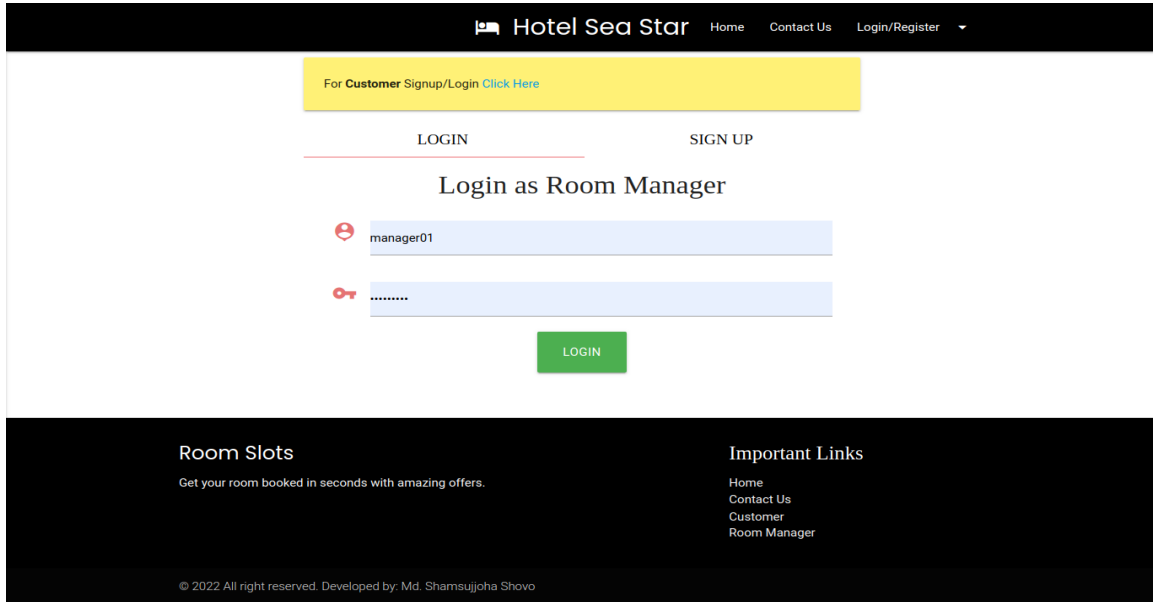 Hotel Sea Star Home Contact Us Login/Register
For Customer Signup/Login Click Here
LOGIN SIGN UP
Login as Room Manager
manager01
.........
LOGIN
Room Slots
Get your room booked in seconds with amazing offers.
Important Links
Home
Contact Us
Customer
Room Manager
© 2022 All right reserved. Developed by: Md. Shamsujjoha Shovo